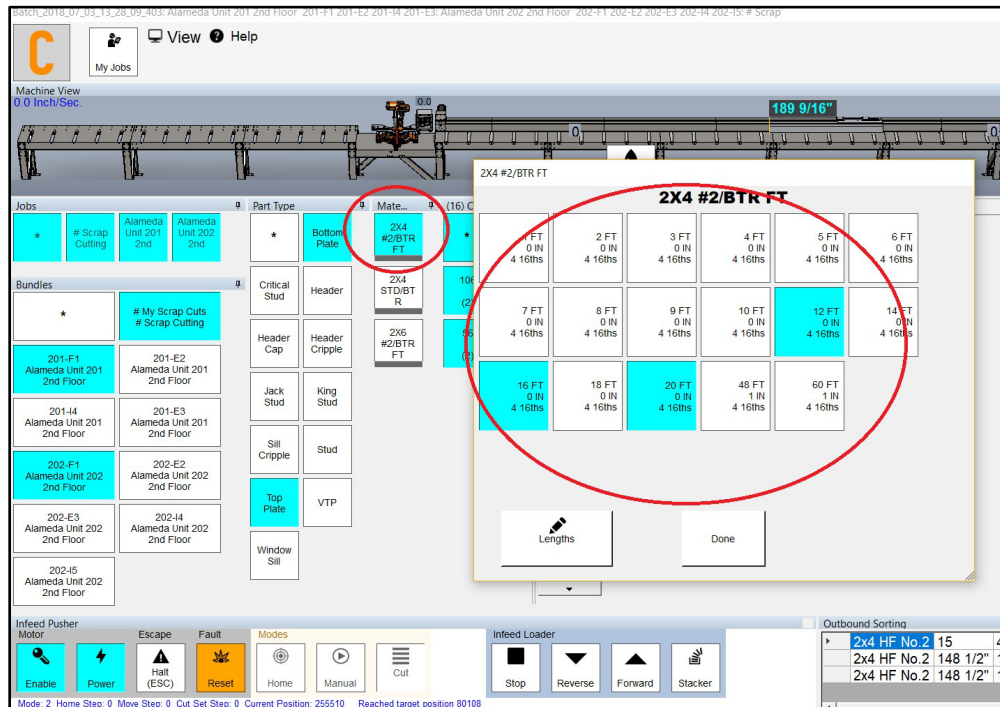 Batch_2018_07_03_13_28_09_403: Alameda Unit 201 2nd Floor 201-F1 201-E2 201-I4 201-E3: Alameda Unit 202 2nd Floor 202-F1 202-E2 202-E3 202-I4 202-I5: # Scrap
C
My Jobs
View
Help
Machine View
0.0 Inch/Sec.
0.0
189 9/16"
0
0
Jobs
*
# Scrap
Cutting
Alameda
Unit 201
2nd
Alameda
Unit 202
2nd
Bundles
*
# My Scrap Cuts
# Scrap Cutting
201-F1
Alameda Unit 201
2nd Floor
201-E2
Alameda Unit 201
2nd Floor
201-I4
Alameda Unit 201
2nd Floor
201-E3
Alameda Unit 201
2nd Floor
202-F1
Alameda Unit 202
2nd Floor
202-E2
Alameda Unit 202
2nd Floor
202-E3
Alameda Unit 202
2nd Floor
202-I4
Alameda Unit 202
2nd Floor
202-I5
Alameda Unit 202
2nd Floor
Part Type
*
Bottom
Plate
Critical
Stud
Header
Header
Cap
Header
Cripple
Jack
Stud
King
Stud
Sill
Cripple
Stud
Top
Plate
VTP
Window
Sill
Mate...
2X4
#2/BTR
FT
2X4
STD/BT
R
2X6
#2/BTR
FT
(16)
*
2X4 #2/BTR FT
2X4 #2/BTR FT
1 FT
0 IN
4 16ths
2 FT
0 IN
4 16ths
3 FT
0 IN
4 16ths
4 FT
0 IN
4 16ths
5 FT
0 IN
4 16ths
6 FT
0 IN
4 16ths
7 FT
0 IN
4 16ths
8 FT
0 IN
4 16ths
9 FT
0 IN
4 16ths
10 FT
0 IN
4 16ths
12 FT
0 IN
4 16ths
14 FT
0 IN
4 16ths
16 FT
0 IN
4 16ths
18 FT
0 IN
4 16ths
20 FT
0 IN
4 16ths
48 FT
1 IN
4 16ths
60 FT
1 IN
4 16ths
Lengths
Done
Infeed Pusher
Motor
Escape
Fault
Enable
Power
Halt
(ESC)
Reset
Modes
Home
Manual
Cut
Infeed Loader
Stop
Reverse
Forward
Stacker
Outbound Sorting
2x4 HF No.2 15
2x4 HF No.2 148 1/2"
2x4 HF No.2 148 1/2"
Mode: 2 Home Step: 0 Move Step: 0 Cut Set Step: 0 Current Position: 255510 Reached target position 80108